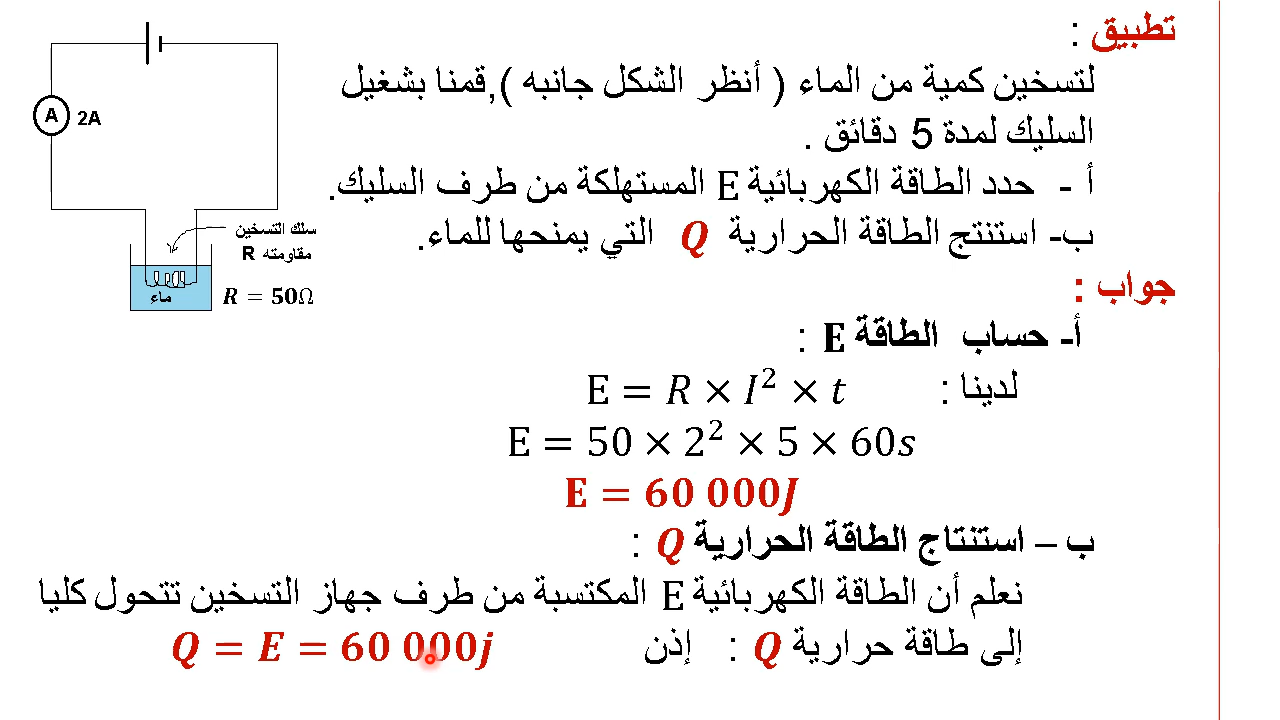 تطبيق :
لتسخين كمية من الماء ( أنظر الشكل جانبه ),قمنا بشغيل
السليك لمدة 5 دقائق .
أ - حدد الطاقة الكهربائية E المستهلكة من طرف السليك.
ب- استنتج الطاقة الحرارية Q التي يمنحها للماء.
A
2A
سلك التسخين
مقاومته R
ماء
R = 50Ω
جواب :
أ- حساب الطاقة E :
لدينا : E = R × I² × t
E = 50 × 2² × 5 × 60s
E = 60 000J
ب – استنتاج الطاقة الحرارية Q :
نعلم أن الطاقة الكهربائية E المكتسبة من طرف جهاز التسخين تتحول كليا
إلى طاقة حرارية Q : إذن Q = E = 60 000j